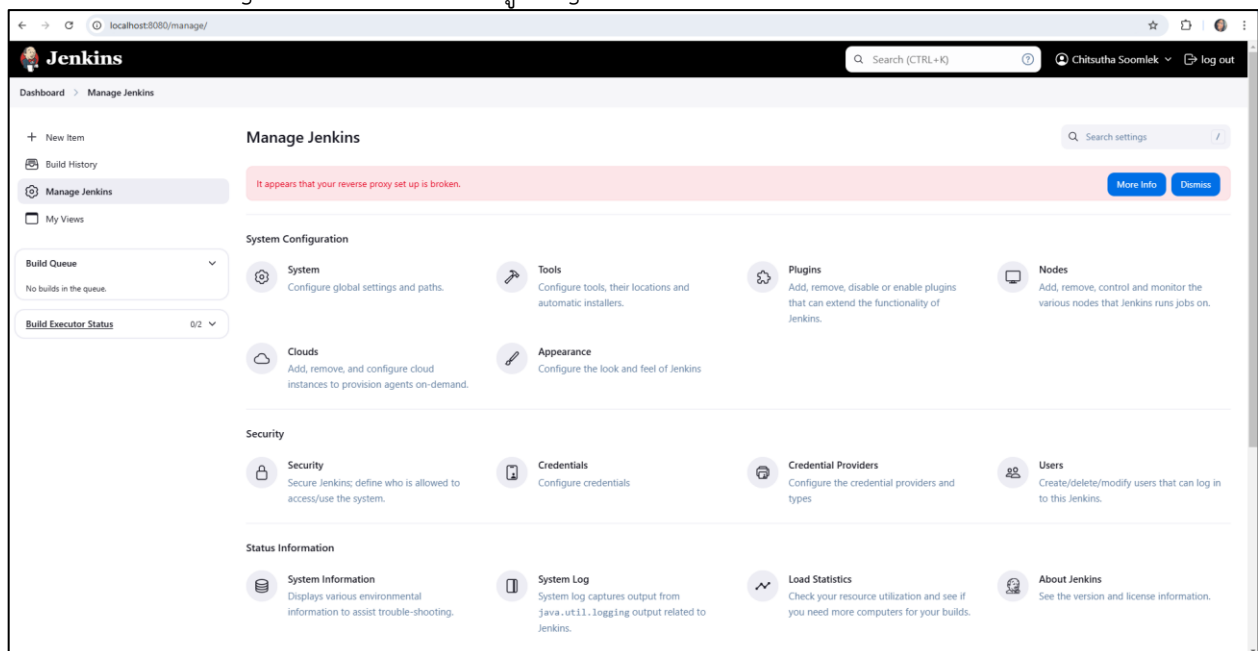 localhost:8080/manage/
Jenkins
Search (CTRL+K)
Chitsutha Soomlek
log out
Dashboard > Manage Jenkins
New Item
Build History
Manage Jenkins
My Views
Build Queue
No builds in the queue.
Build Executor Status
0/2
Manage Jenkins
Search settings
/
It appears that your reverse proxy set up is broken.
More Info
Dismiss
System Configuration
System
Configure global settings and paths.
Tools
Configure tools, their locations and
automatic installers.
Plugins
Add, remove, disable or enable plugins
that can extend the functionality of
Jenkins.
Nodes
Add, remove, control and monitor the
various nodes that Jenkins runs jobs on.
Clouds
Add, remove, and configure cloud
instances to provision agents on-demand.
Appearance
Configure the look and feel of Jenkins
Security
Security
Secure Jenkins; define who is allowed to
access/use the system.
Credentials
Configure credentials
Credential Providers
Configure the credential providers and
types
Users
Create/delete/modify users that can log in
to this Jenkins.
Status Information
System Information
Displays various environmental
information to assist trouble-shooting.
System Log
System log captures output from
java.util.logging output related to
Jenkins.
Load Statistics
Check your resource utilization and see if
you need more computers for your builds.
About Jenkins
See the version and license information.